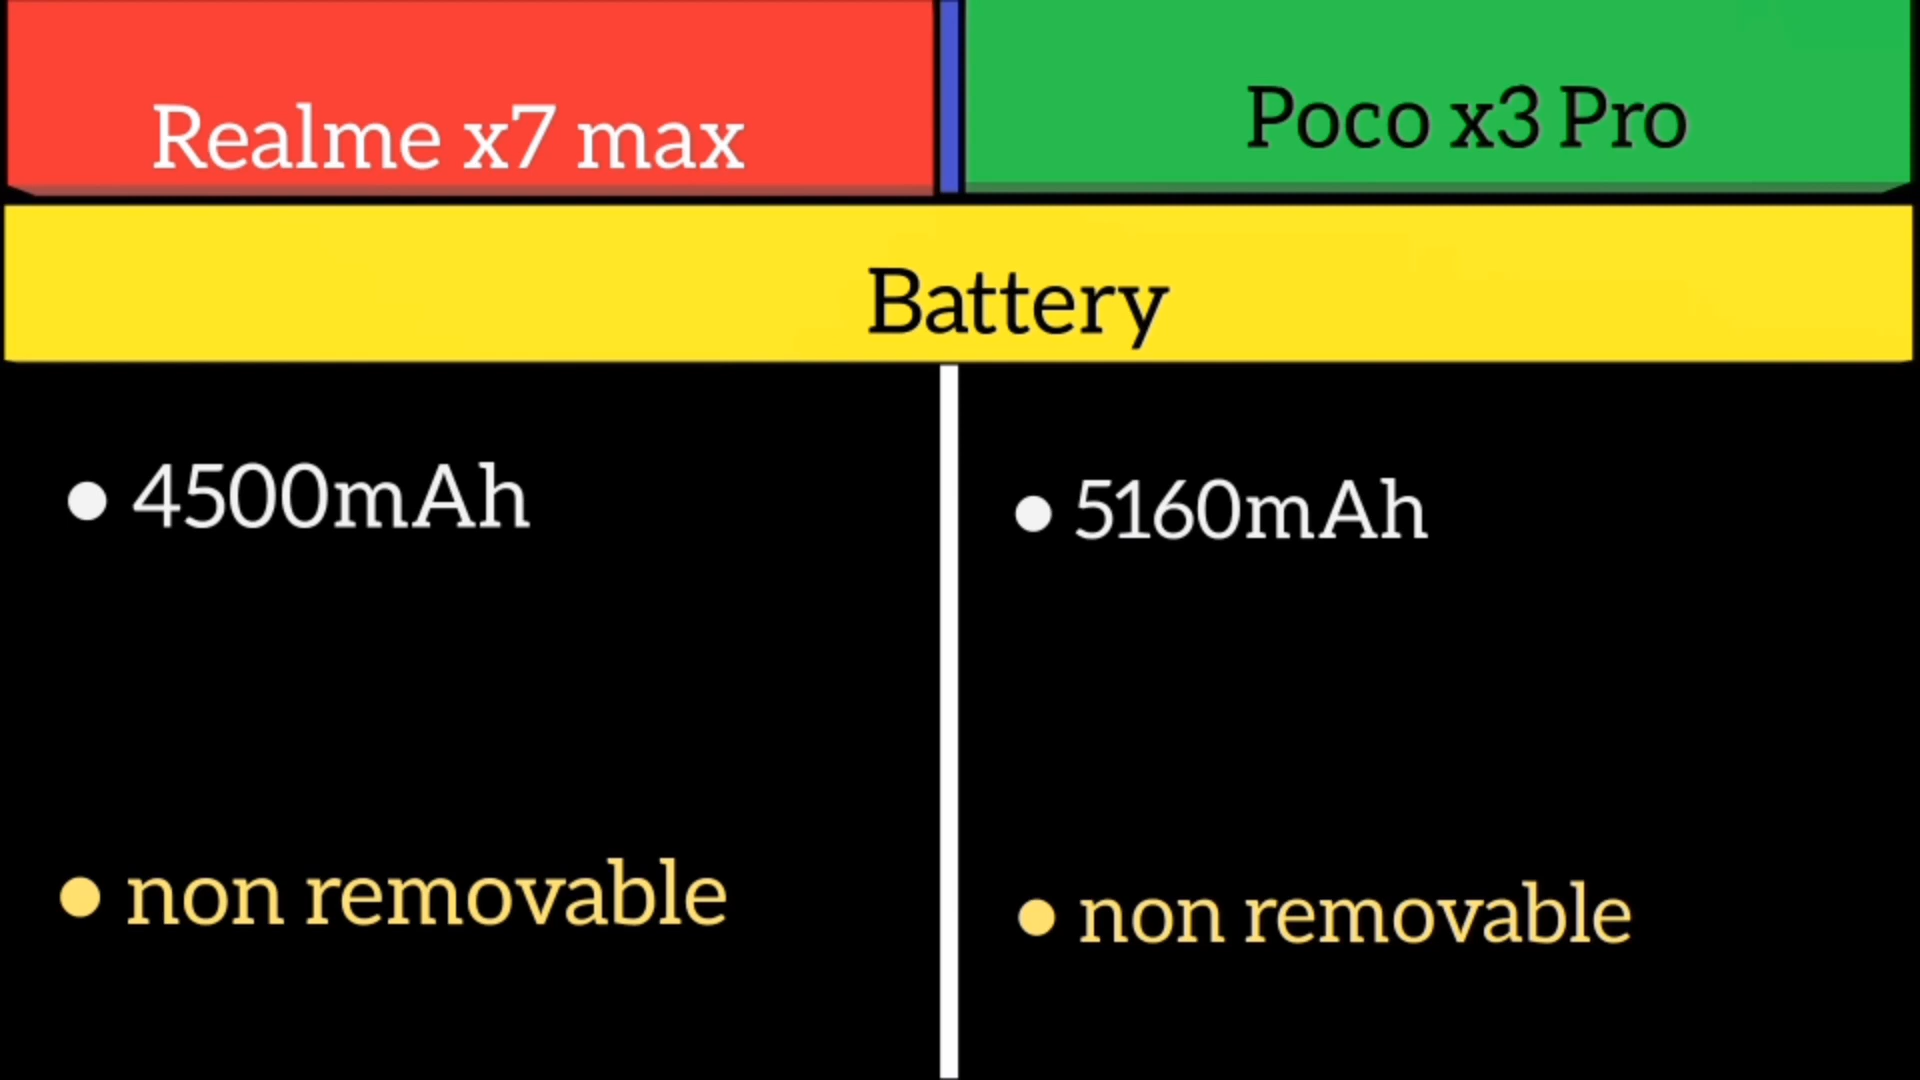 Realme x7 max
Poco x3 Pro
Battery
4500mAh
5160mAh
non removable
non removable